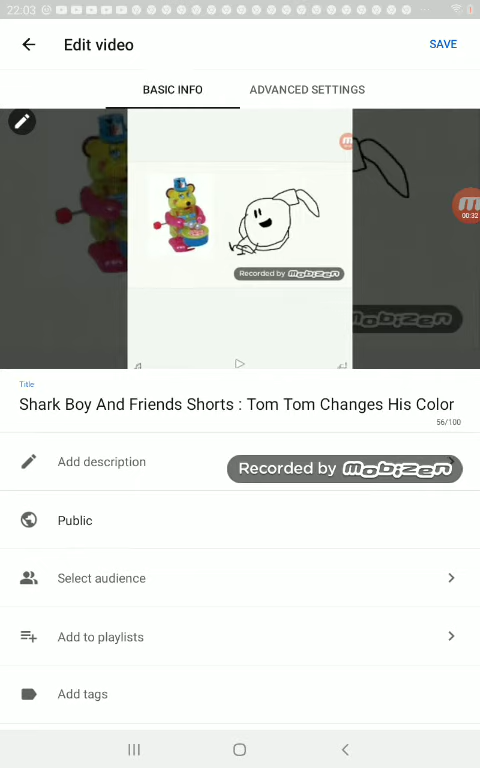 22:03
Edit video
SAVE
BASIC INFO
ADVANCED SETTINGS
00:32
Recorded by mobizen
mobizen
Title
Shark Boy And Friends Shorts : Tom Tom Changes His Color
56/100
Add description
Recorded by mobizen
Public
Select audience
Add to playlists
Add tags